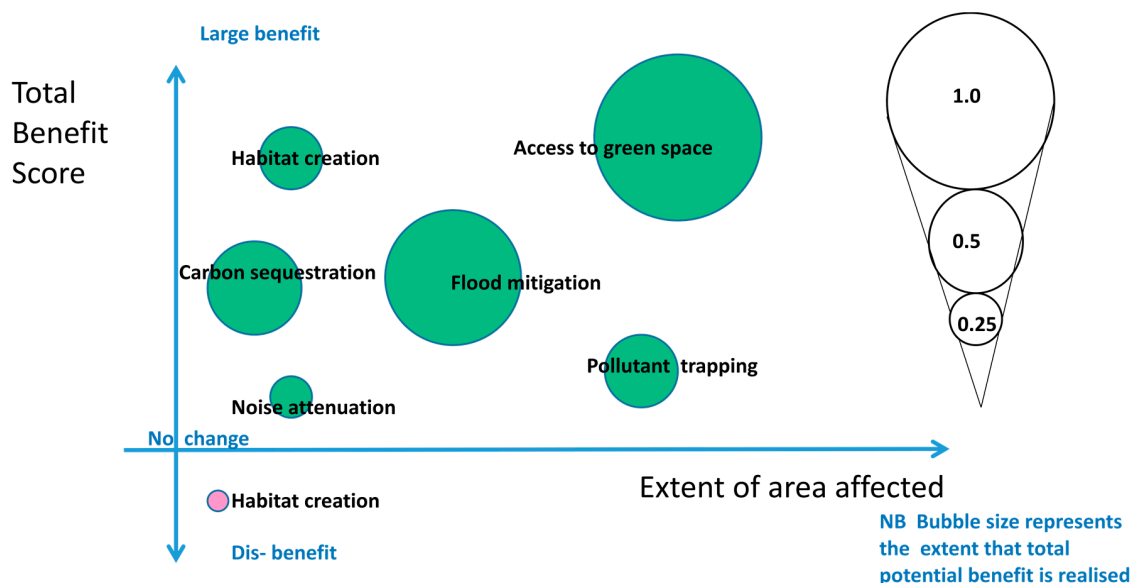 Large benefit
Total
Benefit
Score
Habitat creation
Access to green space
Carbon sequestration
Flood mitigation
Pollutant trapping
Noise attenuation
No change
Habitat creation
Dis- benefit
Extent of area affected
1.0
0.5
0.25
NB Bubble size represents
the extent that total
potential benefit is realised